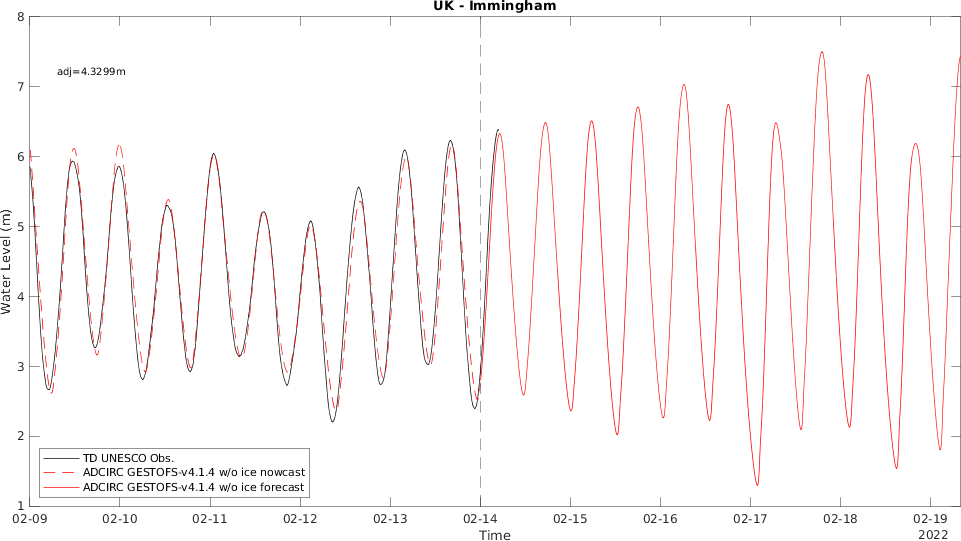 UK - Immingham
8
7
6
5
4
3
2
1
Water Level (m)
adj=4.3299m
TD UNESCO Obs.
ADCIRC GESTOFS-v4.1.4 w/o ice nowcast
ADCIRC GESTOFS-v4.1.4 w/o ice forecast
02-09 02-10 02-11 02-12 02-13 02-14 02-15 02-16 02-17 02-18 02-19
Time
2022